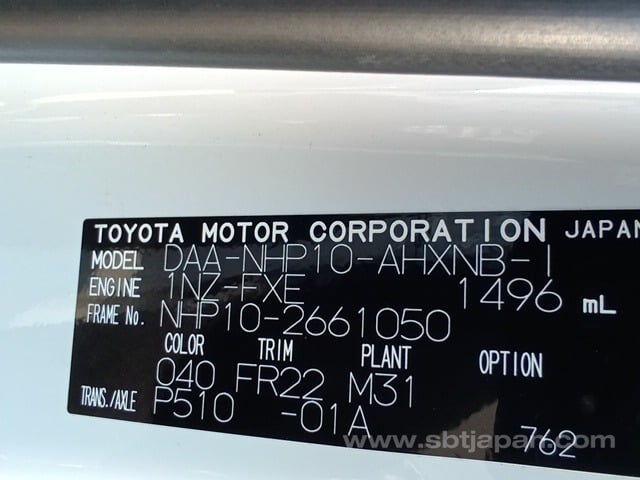 TOYOTA MOTOR CORPORATION JAPAN
MODEL DAA-NHP10-AHXNB-I
ENGINE 1NZ-FXE 1496 mL
FRAME No. NHP10-2661050
COLOR TRIM PLANT OPTION
040 FR22 M31
TRANS./AXLE P510 -01A 762
www.sbtjapan.com